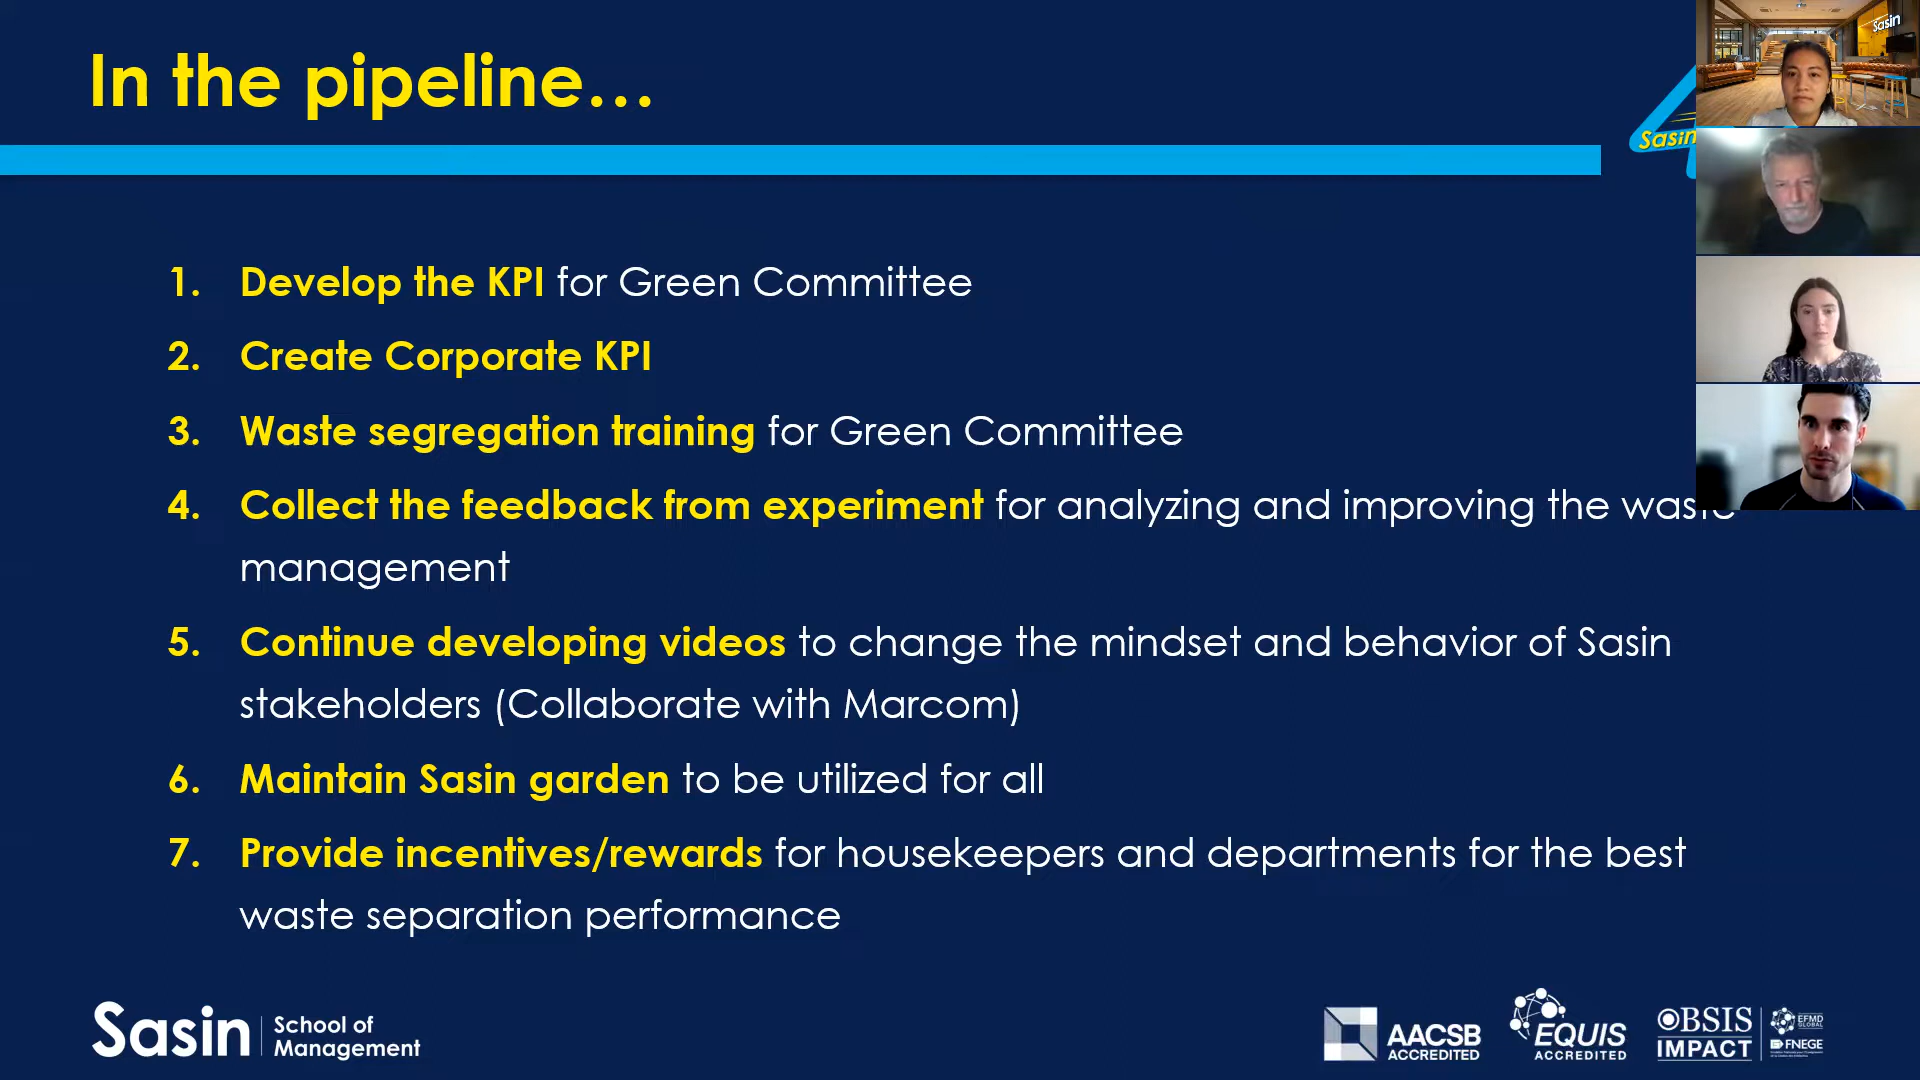 In the pipeline...
Sasin
Sasin
1. Develop the KPI for Green Committee
2. Create Corporate KPI
3. Waste segregation training for Green Committee
4. Collect the feedback from experiment for analyzing and improving the waste
management
5. Continue developing videos to change the mindset and behavior of Sasin
stakeholders (Collaborate with Marcom)
6. Maintain Sasin garden to be utilized for all
7. Provide incentives/rewards for housekeepers and departments for the best
waste separation performance
Sasin School of
Management
AACSB
ACCREDITED
EQUIS
ACCREDITED
BSIS
IMPACT
EFMD
GLOBAL
FNEGE